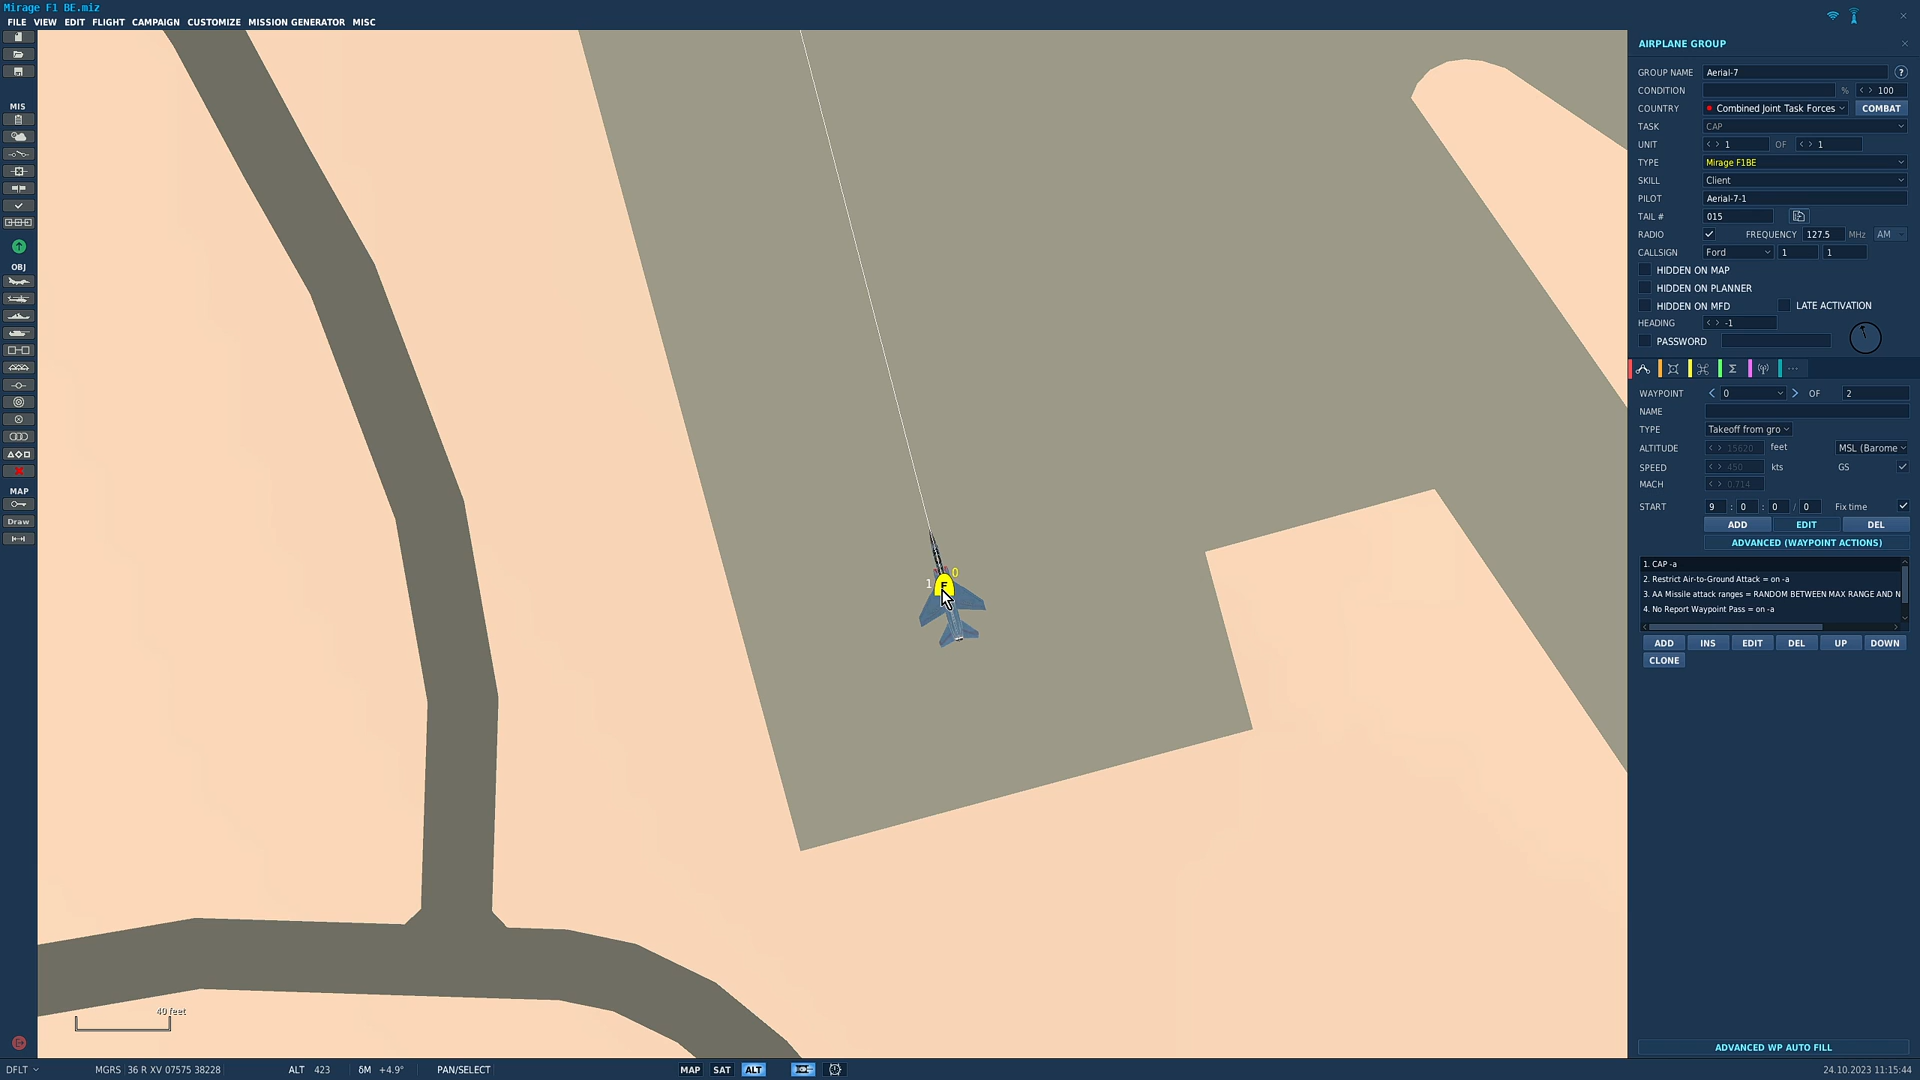 Mirage F1 BE.miz
FILE VIEW EDIT FLIGHT CAMPAIGN CUSTOMIZE MISSION GENERATOR MISC
MIS
OBJ
MAP
Draw
0
1
F
40 feet
AIRPLANE GROUP
GROUP NAME Aerial-7 ?
CONDITION % < > 100
COUNTRY Combined Joint Task Forces COMBAT
TASK CAP
UNIT < > 1 OF < > 1
TYPE Mirage F1BE
SKILL Client
PILOT Aerial-7-1
TAIL # 015
RADIO FREQUENCY 127.5 MHz AM
CALLSIGN Ford 1 1
HIDDEN ON MAP
HIDDEN ON PLANNER
HIDDEN ON MFD LATE ACTIVATION
HEADING < > -1
PASSWORD
WAYPOINT 0 OF 2
NAME
TYPE Takeoff from gro
ALTITUDE < > 15620 feet MSL (Barome
SPEED < > 450 kts GS
MACH < > 0.714
START 9 : 0 : 0 / 0 Fix time
ADD EDIT DEL
ADVANCED (WAYPOINT ACTIONS)
1. CAP -a
2. Restrict Air-to-Ground Attack = on -a
3. AA Missile attack ranges = RANDOM BETWEEN MAX RANGE AND N
4. No Report Waypoint Pass = on -a
ADD INS EDIT DEL UP DOWN
CLONE
ADVANCED WP AUTO FILL
DFLT MGRS 36 R XV 07575 38228 ALT 423 δM +4.9° PAN/SELECT MAP SAT ALT 24.10.2023 11:15:44